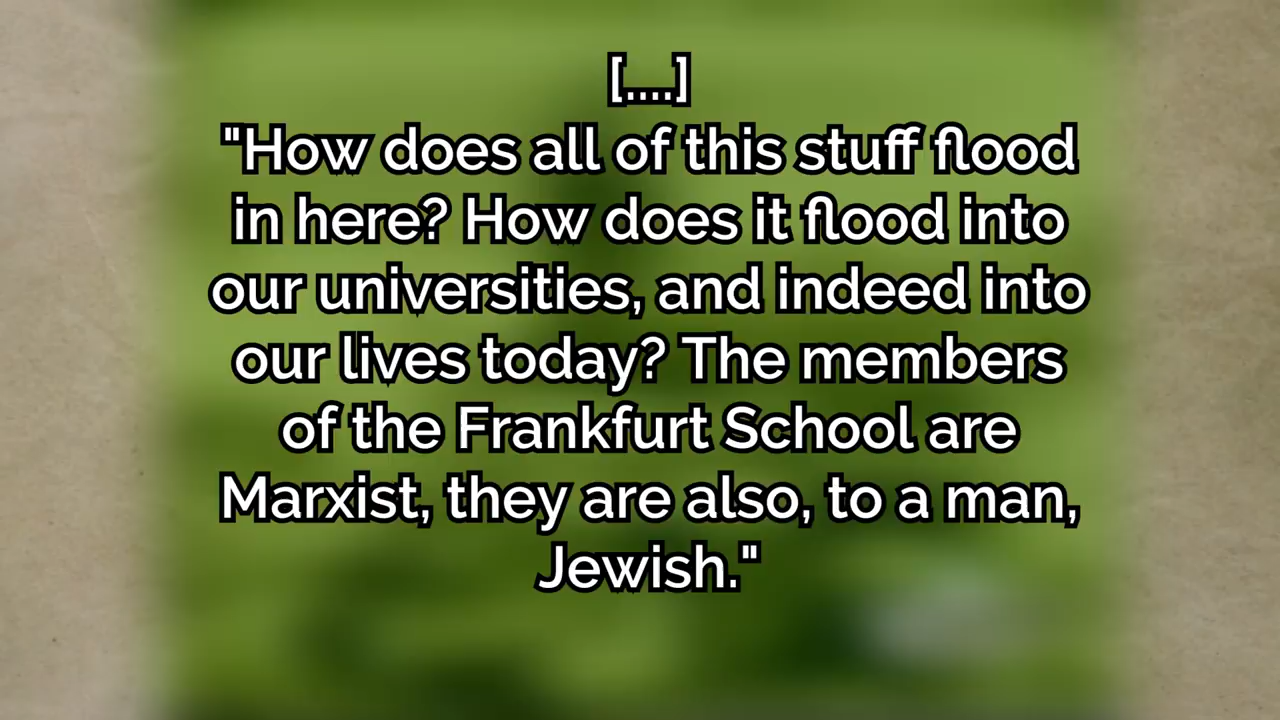 [....]
"How does all of this stuff flood
in here? How does it flood into
our universities, and indeed into
our lives today? The members
of the Frankfurt School are
Marxist, they are also, to a man,
Jewish."